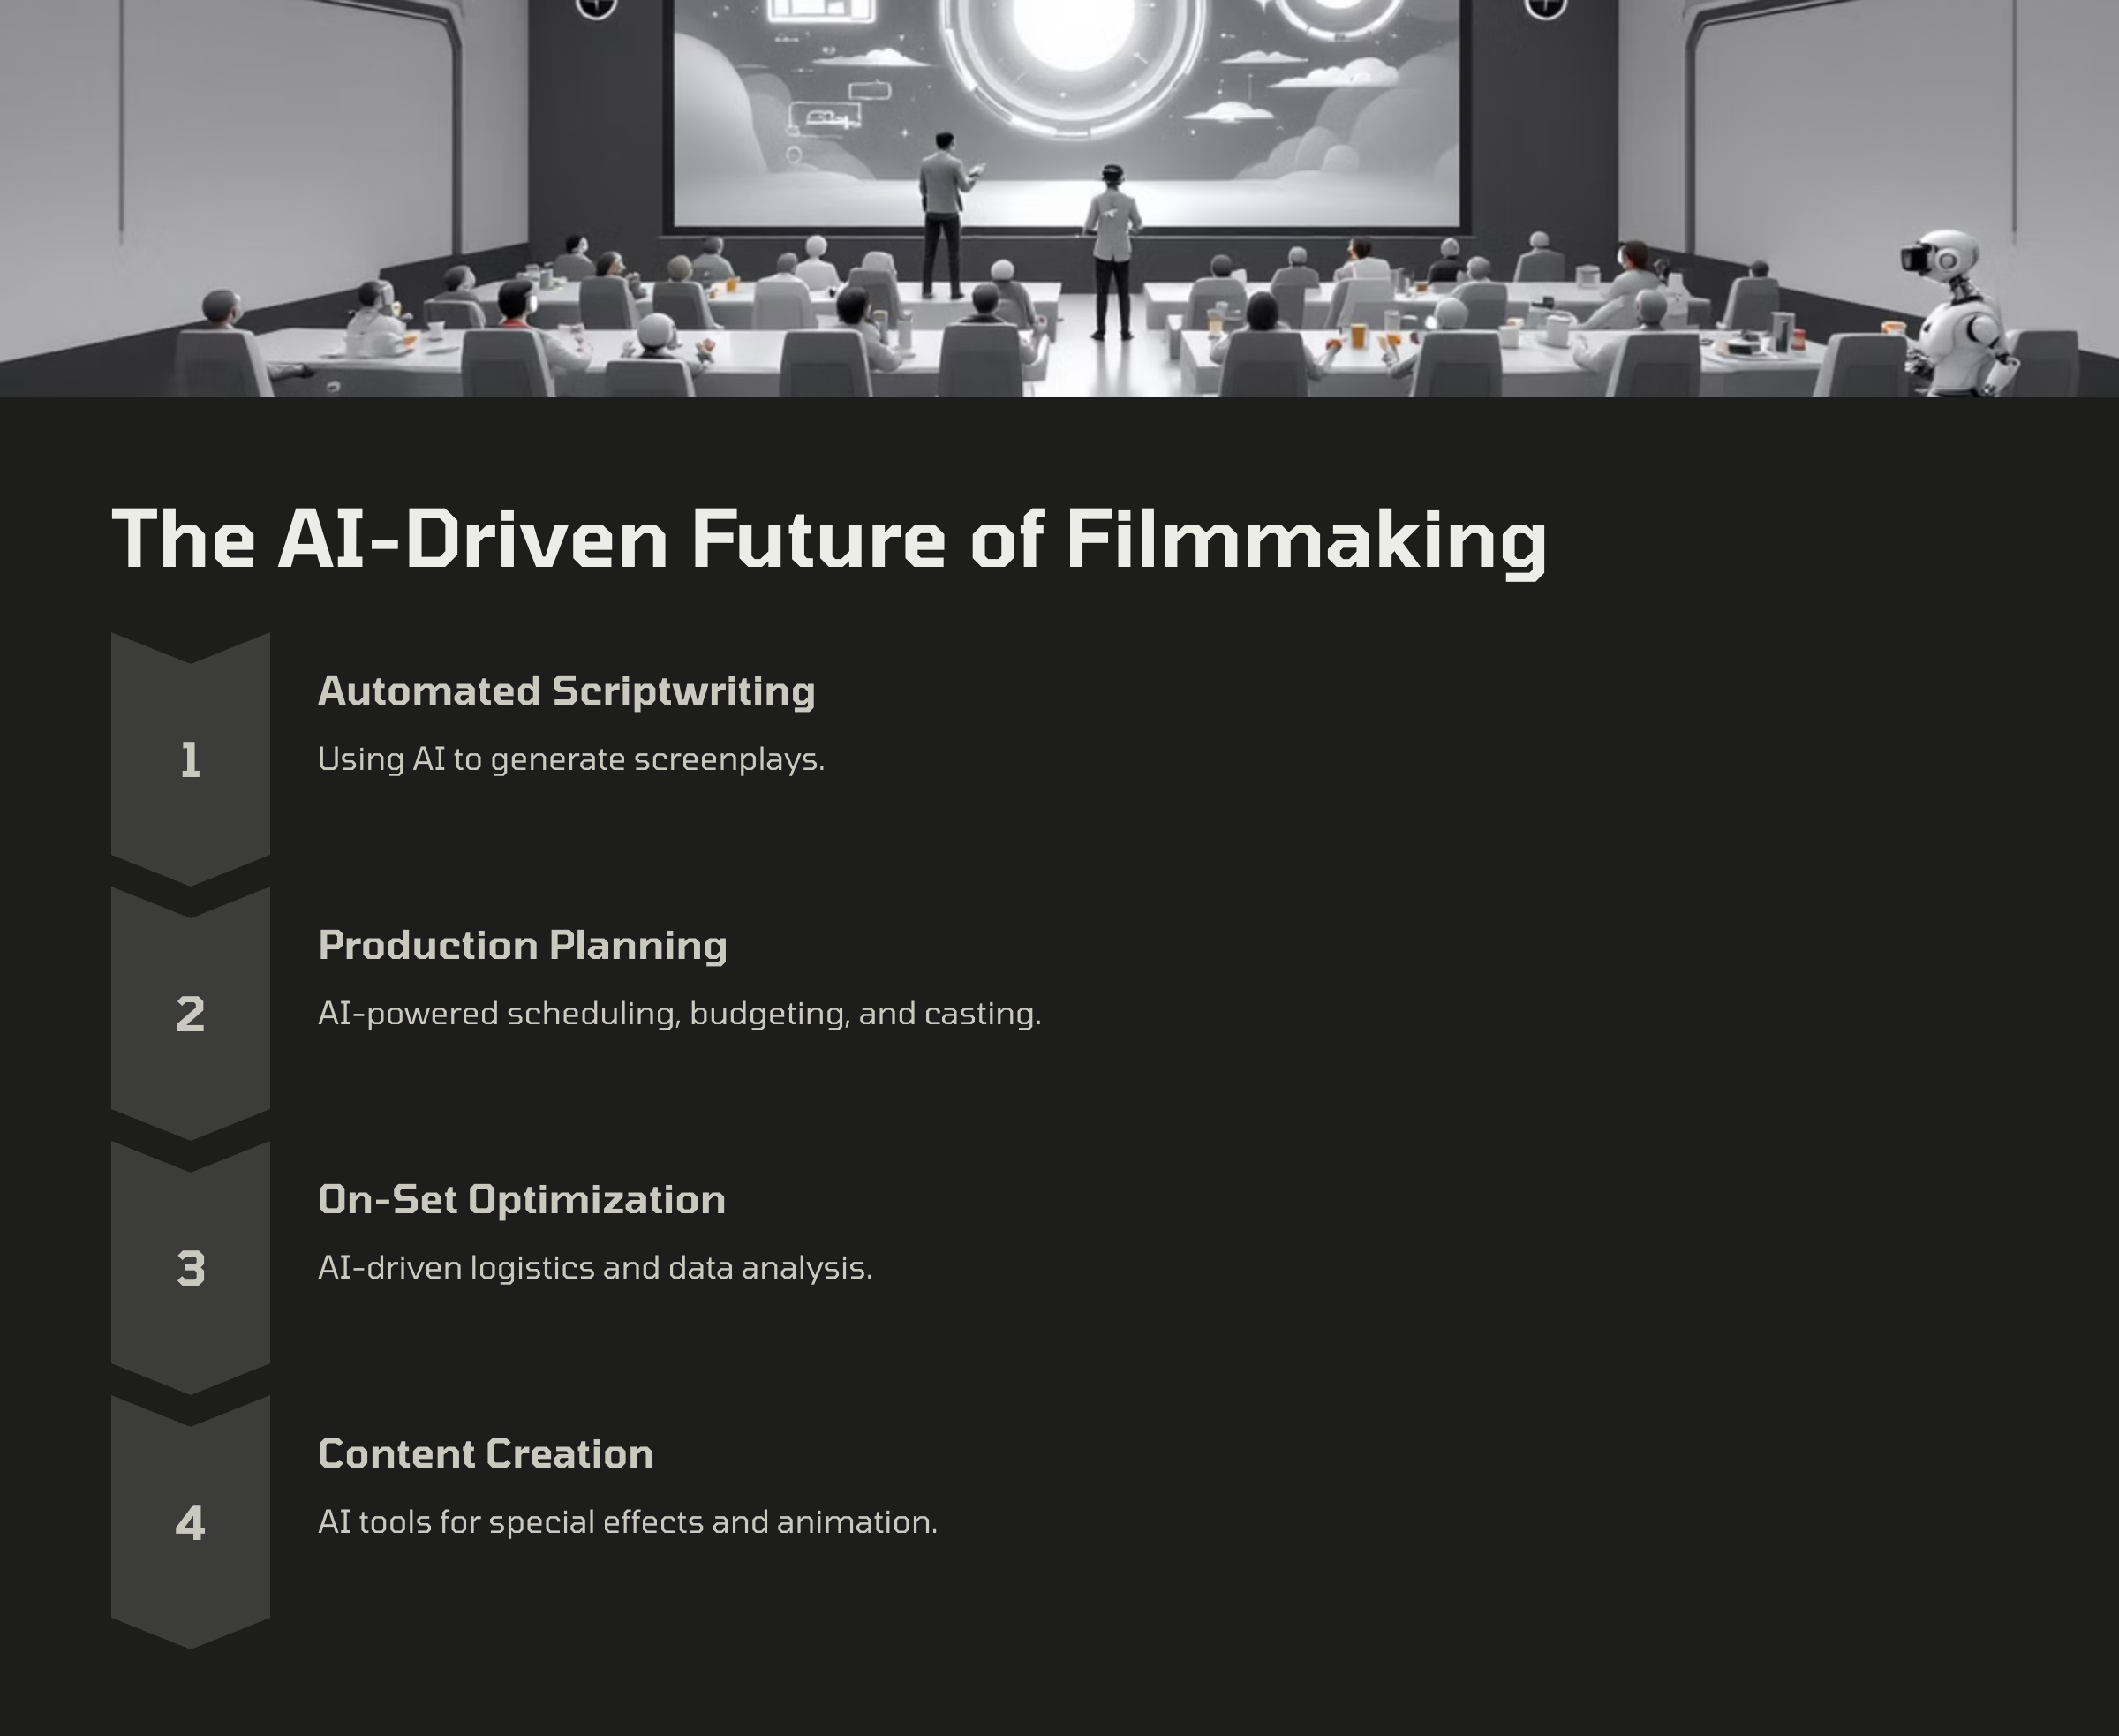 The AI-Driven Future of Filmmaking
1
Automated Scriptwriting
Using AI to generate screenplays.
2
Production Planning
AI-powered scheduling, budgeting, and casting.
3
On-Set Optimization
AI-driven logistics and data analysis.
4
Content Creation
AI tools for special effects and animation.